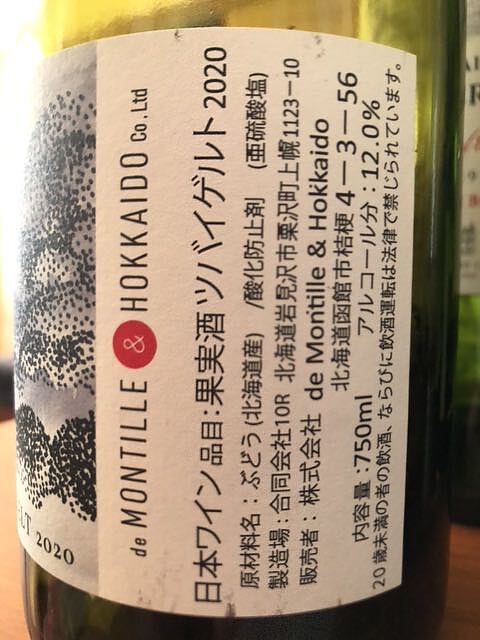 de MONTILLE & HOKKAIDO Co.,Ltd
日本ワイン 品目：果実酒 ツバイゲルト 2020
原材料名：ぶどう(北海道産) /酸化防止剤 (亜硫酸塩)
製造場：合同会社10R 北海道岩見沢市栗沢町上幌1123－10
販売者：株式会社 de Montille & Hokkaido
北海道函館市桔梗４－３－56
内容量：750ml アルコール分：12.0%
20歳未満の者の飲酒、ならびに飲酒運転は法律で禁じられています。
LT 2020